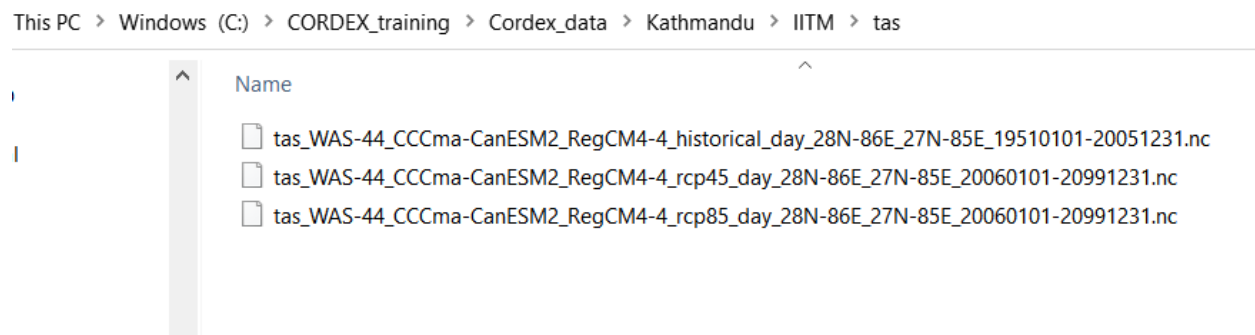 This PC > Windows (C:) > CORDEX_training > Cordex_data > Kathmandu > IITM > tas
Name
tas_WAS-44_CCCma-CanESM2_RegCM4-4_historical_day_28N-86E_27N-85E_19510101-20051231.nc
tas_WAS-44_CCCma-CanESM2_RegCM4-4_rcp45_day_28N-86E_27N-85E_20060101-20991231.nc
tas_WAS-44_CCCma-CanESM2_RegCM4-4_rcp85_day_28N-86E_27N-85E_20060101-20991231.nc